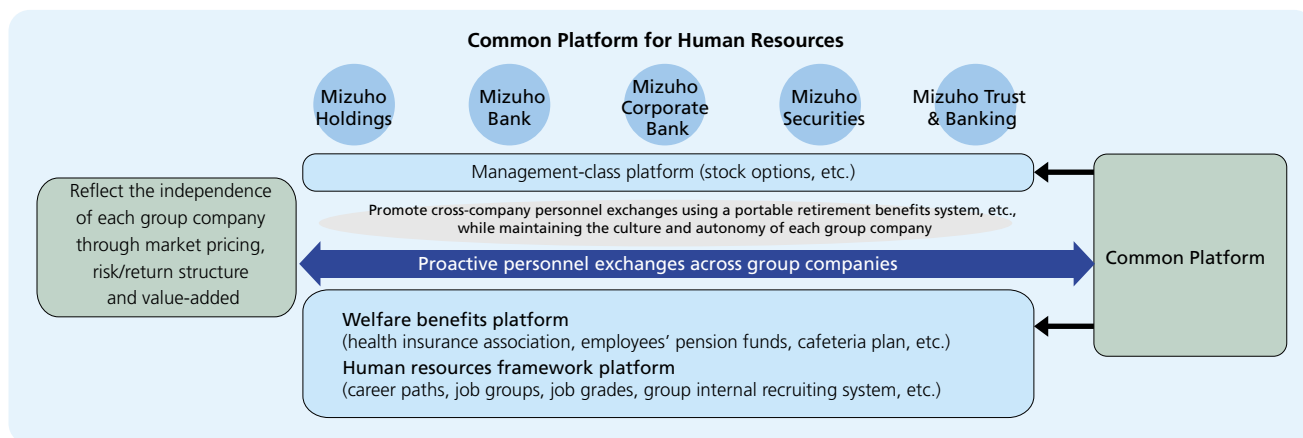 Common Platform for Human Resources
Mizuho
Holdings
Mizuho
Bank
Mizuho
Corporate
Bank
Mizuho
Securities
Mizuho Trust
& Banking
Management-class platform (stock options, etc.)
Reflect the independence
of each group company
through market pricing,
risk/return structure
and value-added
Promote cross-company personnel exchanges using a portable retirement benefits system, etc.,
while maintaining the culture and autonomy of each group company
Proactive personnel exchanges across group companies
Common Platform
Welfare benefits platform
(health insurance association, employees’ pension funds, cafeteria plan, etc.)
Human resources framework platform
(career paths, job groups, job grades, group internal recruiting system, etc.)